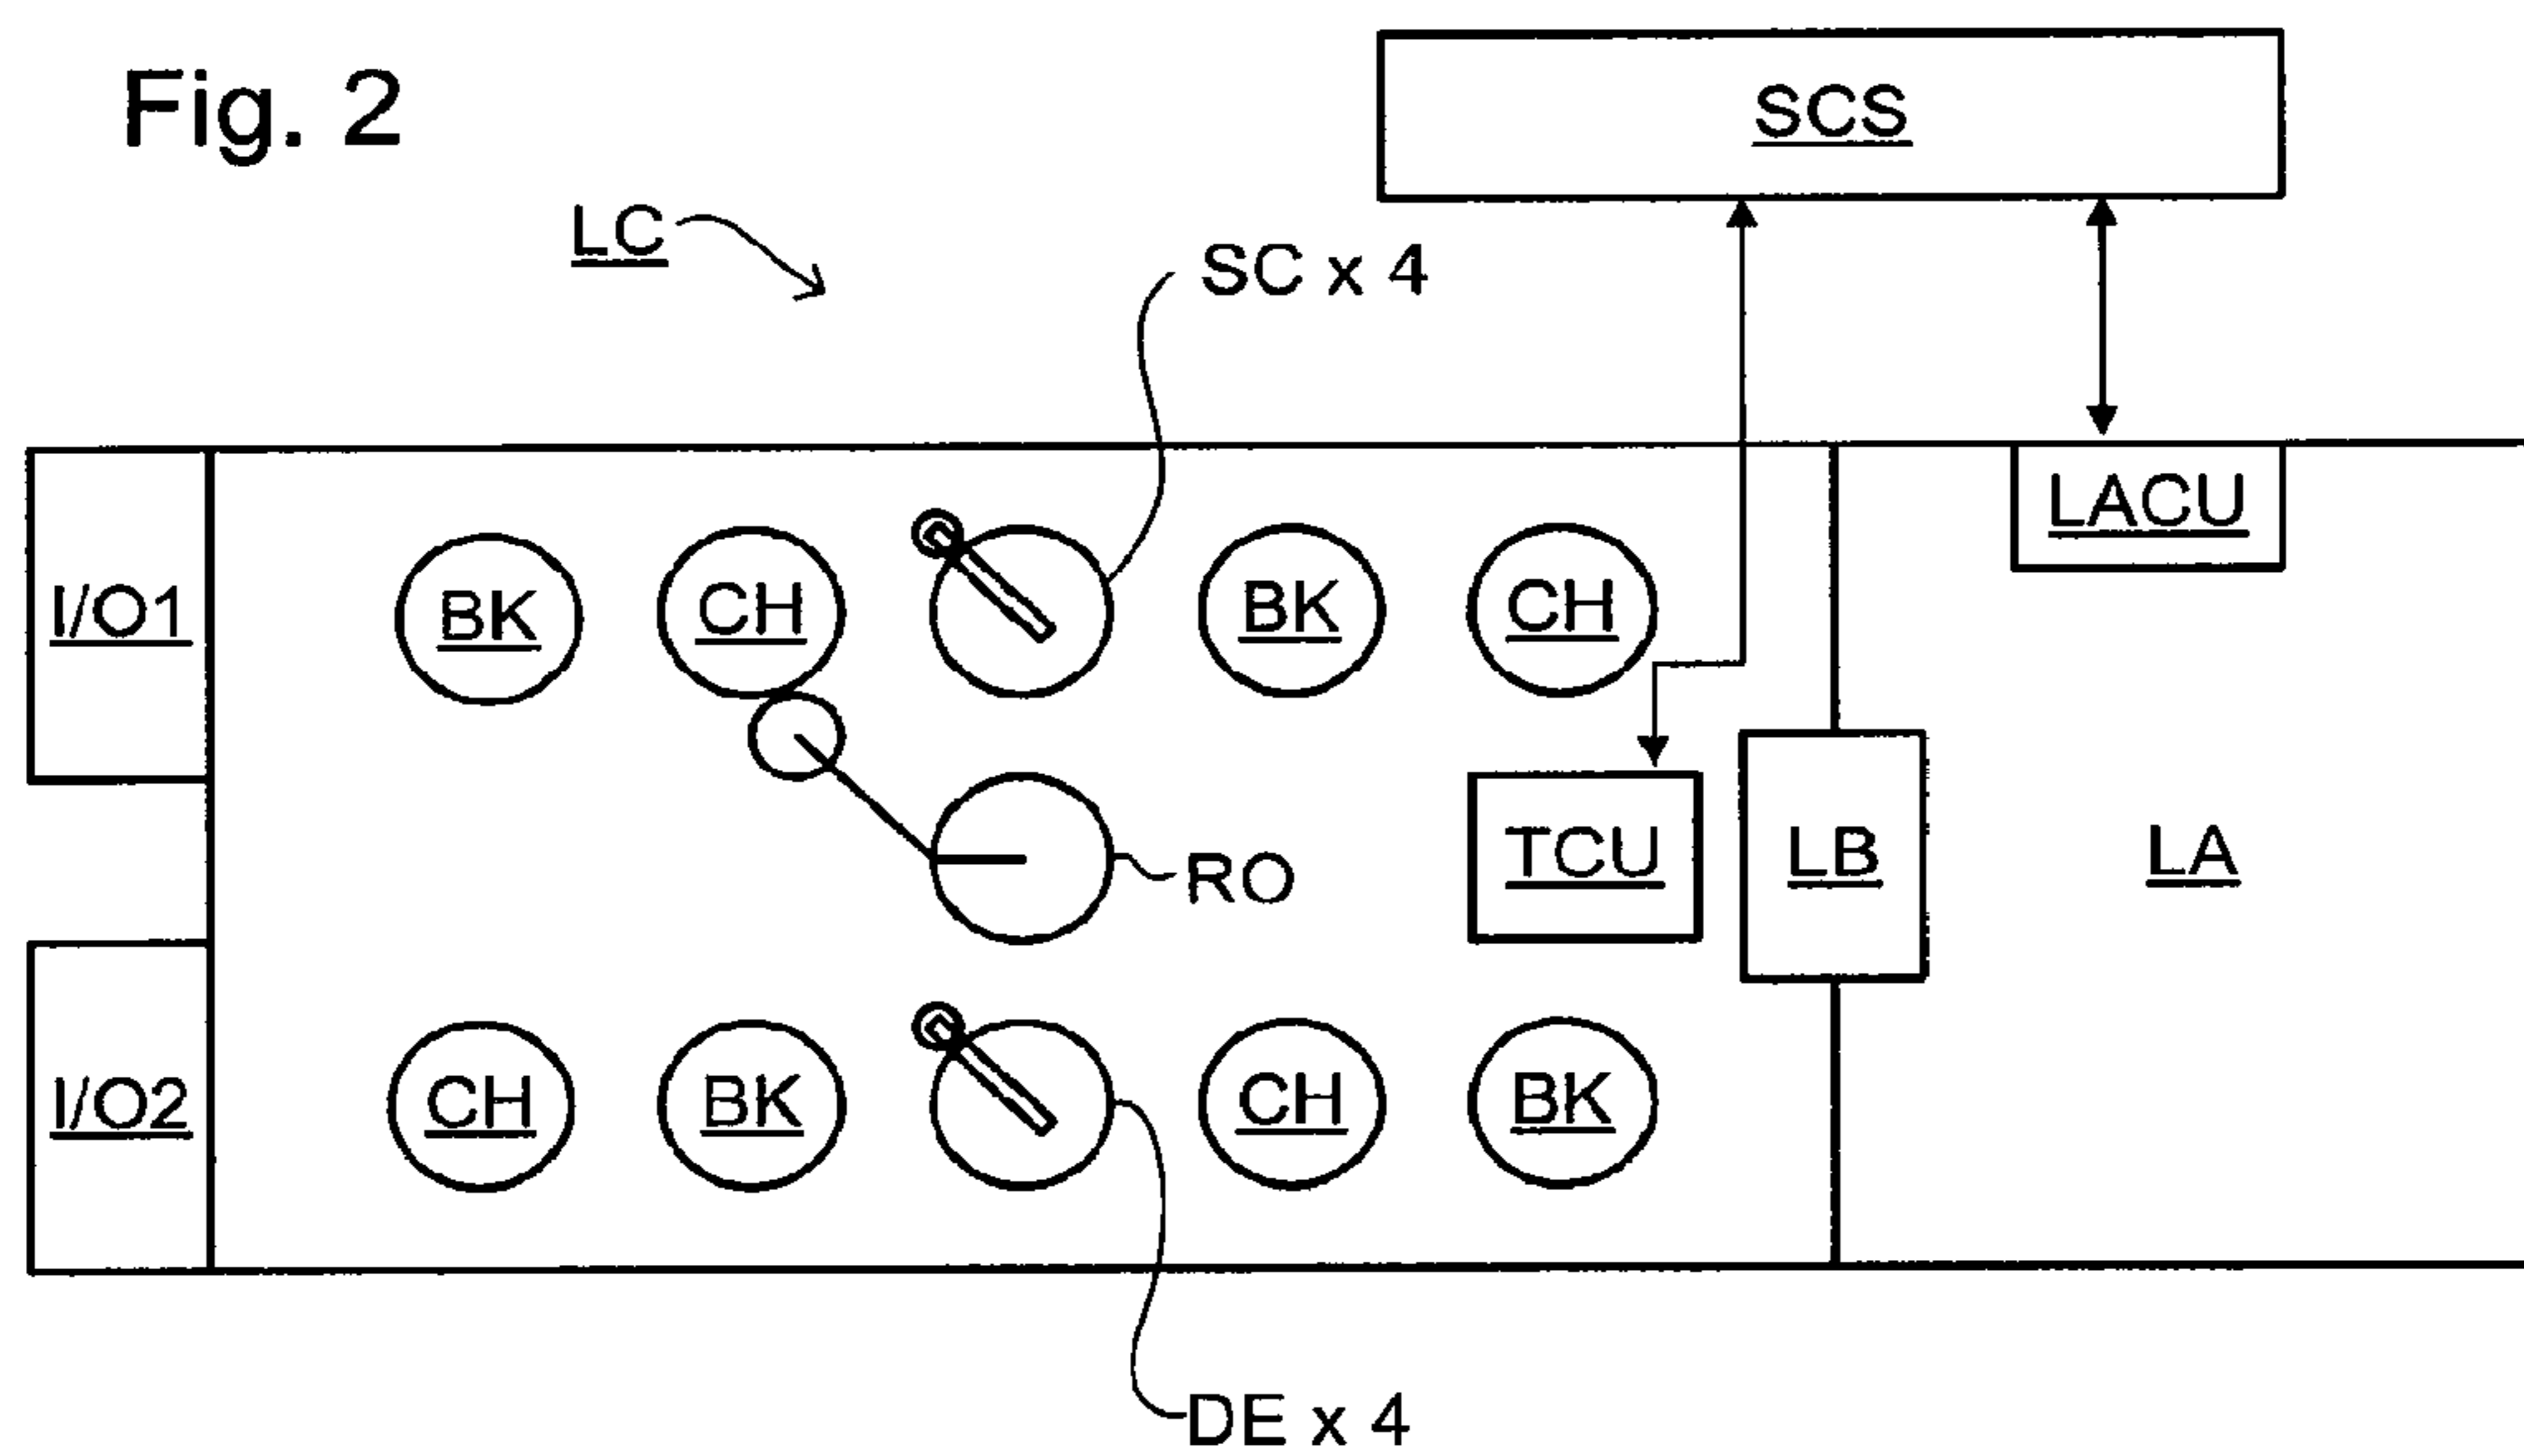 Fig. 2
SCS
LC
SC x 4
LACU
I/O1
BK
CH
BK
CH
RO
TCU
LB
LA
I/O2
CH
BK
CH
BK
DE x 4